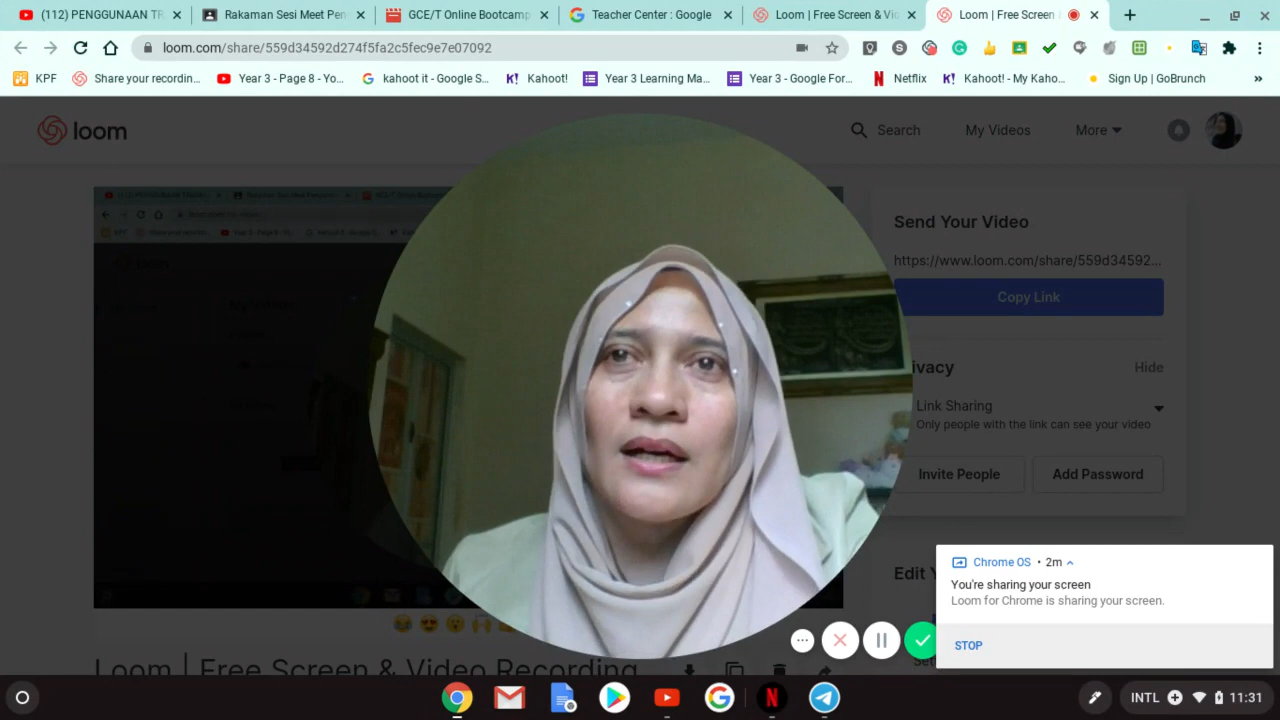 (112) PENGGUNAAN TR
Rakaman Sesi Meet Pen
GCE/T Online Bootcamp
Teacher Center : Google
Loom | Free Screen & Vid
Loom | Free Screen
loom.com/share/559d34592d274f5fa2c5fec9e7e07092
KPF
Share your recordin...
Year 3 - Page 8 - Yo...
kahoot it - Google S...
Kahoot!
Year 3 Learning Ma...
Year 3 - Google For...
Netflix
Kahoot! - My Kaho...
Sign Up | GoBrunch
loom
Search
My Videos
More
Send Your Video
https://www.loom.com/share/559d34592...
Copy Link
ivacy
Hide
Link Sharing
Only people with the link can see your video
Invite People
Add Password
Edit Y
Chrome OS • 2m
You're sharing your screen
Loom for Chrome is sharing your screen.
STOP
Loom | Free Screen & Video Recording
INTL
11:31